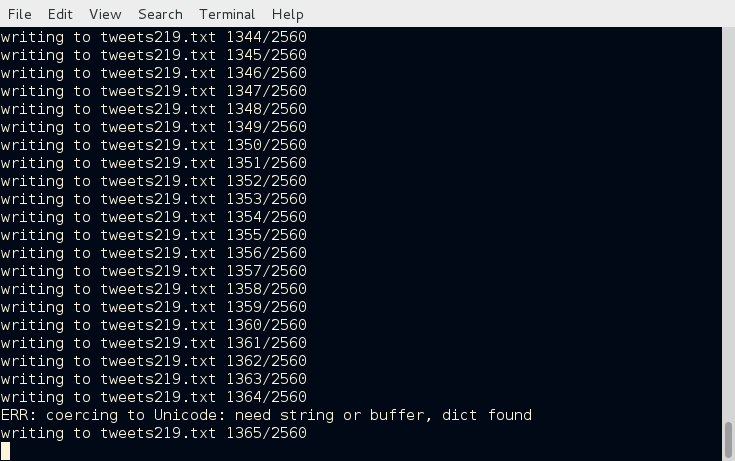 File Edit View Search Terminal Help
writing to tweets219.txt 1344/2560
writing to tweets219.txt 1345/2560
writing to tweets219.txt 1346/2560
writing to tweets219.txt 1347/2560
writing to tweets219.txt 1348/2560
writing to tweets219.txt 1349/2560
writing to tweets219.txt 1350/2560
writing to tweets219.txt 1351/2560
writing to tweets219.txt 1352/2560
writing to tweets219.txt 1353/2560
writing to tweets219.txt 1354/2560
writing to tweets219.txt 1355/2560
writing to tweets219.txt 1356/2560
writing to tweets219.txt 1357/2560
writing to tweets219.txt 1358/2560
writing to tweets219.txt 1359/2560
writing to tweets219.txt 1360/2560
writing to tweets219.txt 1361/2560
writing to tweets219.txt 1362/2560
writing to tweets219.txt 1363/2560
writing to tweets219.txt 1364/2560
ERR: coercing to Unicode: need string or buffer, dict found
writing to tweets219.txt 1365/2560